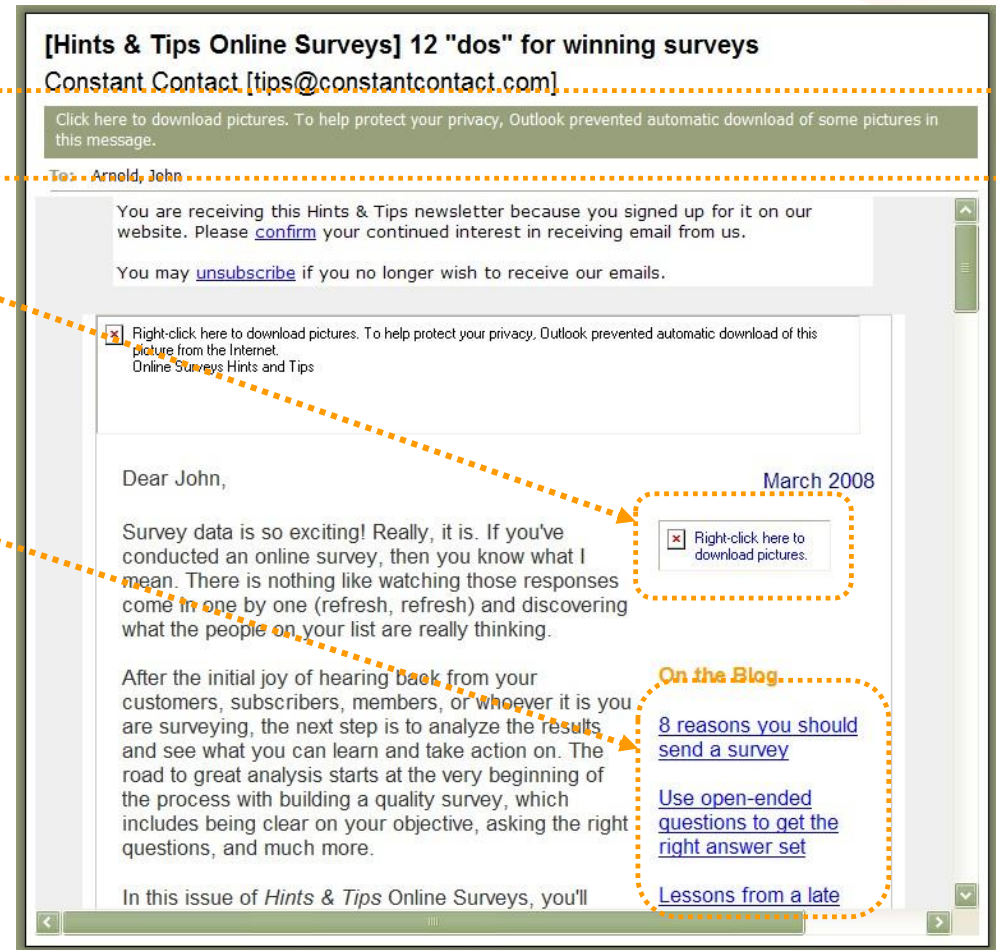 [Hints & Tips Online Surveys] 12 "dos" for winning surveys
Constant Contact [tips@constantcontact.com]
Click here to download pictures. To help protect your privacy, Outlook prevented automatic download of some pictures in
this message.
To: Arnold, John
You are receiving this Hints & Tips newsletter because you signed up for it on our
website. Please confirm your continued interest in receiving email from us.
You may unsubscribe if you no longer wish to receive our emails.
Right-click here to download pictures. To help protect your privacy, Outlook prevented automatic download of this
picture from the Internet.
Online Surveys Hints and Tips
Dear John,
Survey data is so exciting! Really, it is. If you've
conducted an online survey, then you know what I
mean. There is nothing like watching those responses
come in one by one (refresh, refresh) and discovering
what the people on your list are really thinking.
After the initial joy of hearing back from your
customers, subscribers, members, or whoever it is you
are surveying, the next step is to analyze the results
and see what you can learn and take action on. The
road to great analysis starts at the very beginning of
the process with building a quality survey, which
includes being clear on your objective, asking the right
questions, and much more.
In this issue of Hints & Tips Online Surveys, you'll
March 2008
Right-click here to
download pictures.
On the Blog
8 reasons you should
send a survey
Use open-ended
questions to get the
right answer set
Lessons from a late